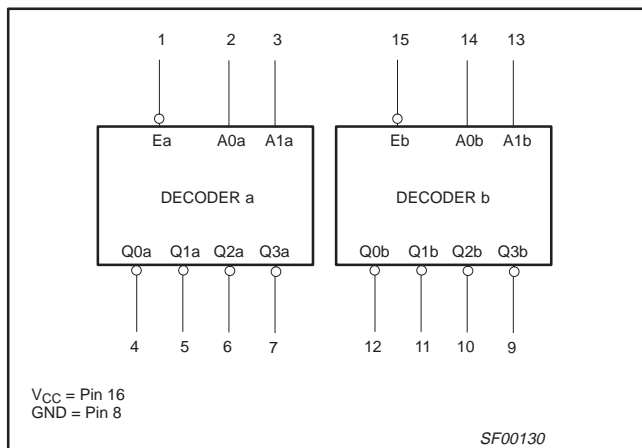 1 2 3 15 14 13
Ea A0a A1a Eb A0b A1b
DECODER a DECODER b
Q0a Q1a Q2a Q3a Q0b Q1b Q2b Q3b
4 5 6 7 12 11 10 9
VCC = Pin 16
GND = Pin 8
SF00130